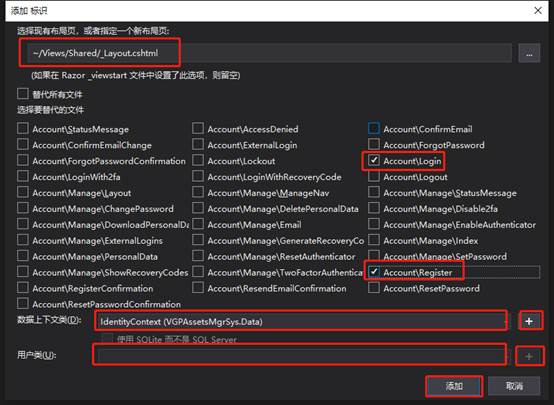 添加 标识
选择现有布局页，或者指定一个新布局页:
~/Views/Shared/_Layout.cshtml
...
(如果在 Razor _viewstart 文件中设置了此选项，则留空)
替代所有文件
选择要替代的文件
Account\StatusMessage Account\AccessDenied Account\ConfirmEmail
Account\ConfirmEmailChange Account\ExternalLogin Account\ForgotPassword
Account\ForgotPasswordConfirmation Account\Lockout Account\Login
Account\LoginWith2fa Account\LoginWithRecoveryCode Account\Logout
Account\Manage\Layout Account\Manage\ManageNav Account\Manage\StatusMessage
Account\Manage\ChangePassword Account\Manage\DeletePersonalData Account\Manage\Disable2fa
Account\Manage\DownloadPersonalDa Account\Manage\Email Account\Manage\EnableAuthenticator
Account\Manage\ExternalLogins Account\Manage\GenerateRecoveryCo Account\Manage\Index
Account\Manage\PersonalData Account\Manage\ResetAuthenticator Account\Manage\SetPassword
Account\Manage\ShowRecoveryCodes Account\Manage\TwoFactorAuthentica Account\Register
Account\RegisterConfirmation Account\ResendEmailConfirmation Account\ResetPassword
Account\ResetPasswordConfirmation
数据上下文类(D): IdentityContext (VGPAssetsMgrSys.Data) +
使用 SQLite 而不是 SQL Server
用户类(U): +
添加 取消